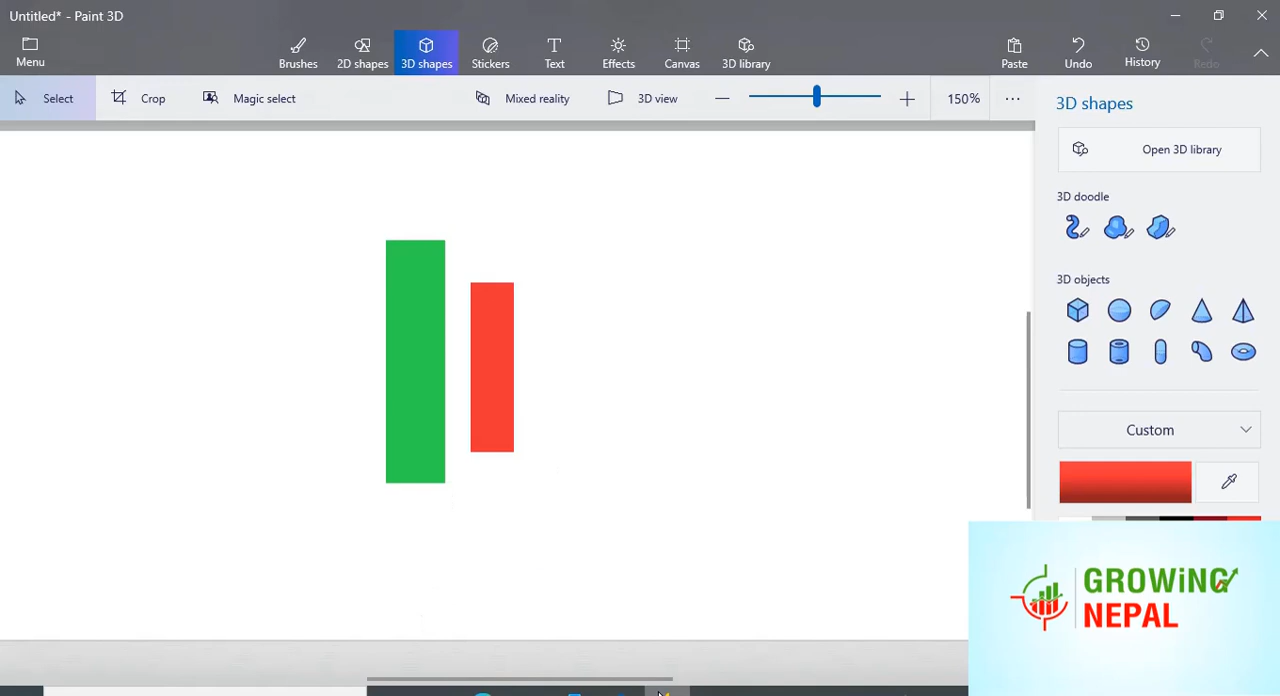 Untitled* - Paint 3D
Menu
Brushes
2D shapes
3D shapes
Stickers
Text
Effects
Canvas
3D library
Paste
Undo
History
Redo
Select
Crop
Magic select
Mixed reality
3D view
150%
3D shapes
Open 3D library
3D doodle
3D objects
Custom
GROWiNG
NEPAL